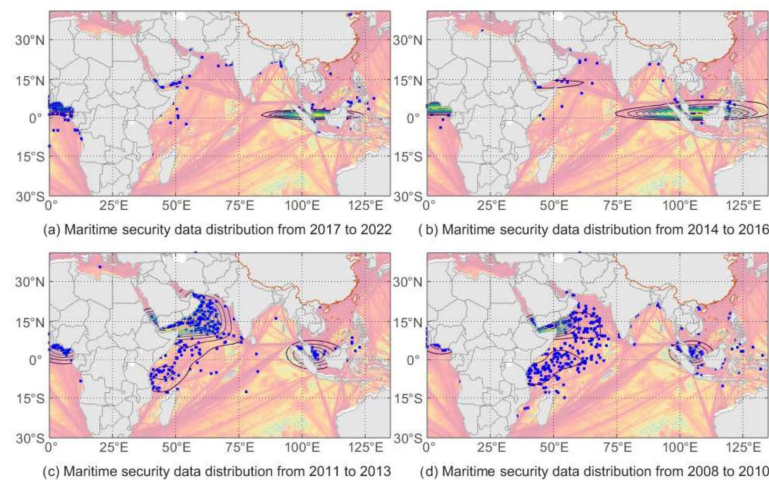 30°N 30°N
15°N 15°N
0° 0°
15°S 15°S
30°S 30°S
0° 25°E 50°E 75°E 100°E 125°E 0° 25°E 50°E 75°E 100°E 125°E
(a) Maritime security data distribution from 2017 to 2022 (b) Maritime security data distribution from 2014 to 2016
30°N 30°N
15°N 15°N
0° 0°
15°S 15°S
30°S 30°S
0° 25°E 50°E 75°E 100°E 125°E 0° 25°E 50°E 75°E 100°E 125°E
(c) Maritime security data distribution from 2011 to 2013 (d) Maritime security data distribution from 2008 to 2010